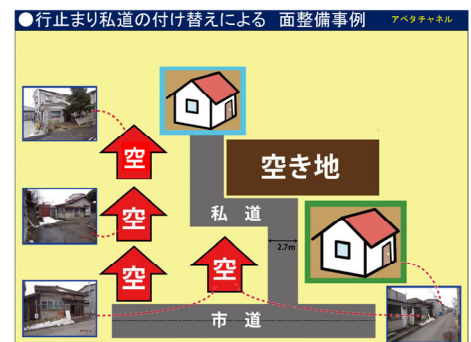 ●行止まり私道の付け替えによる 面整備事例
アベタチャネル
空
空き地
空
私 道
2.7m
空
空
市 道